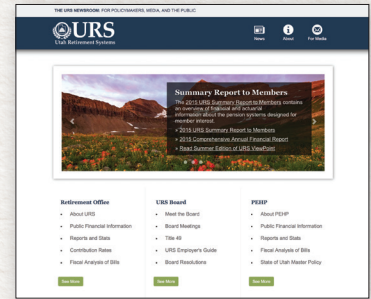 THE URS NEWSROOM: FOR POLICYMAKERS, MEDIA, AND THE PUBLIC
URS
Utah Retirement Systems
News
About
For Media
Summary Report to Members
The 2015 URS Summary Report to Members contains
an overview of financial and actuarial
information about the pension systems designed for
member interest.
» 2015 URS Summary Report to Members
» 2015 Comprehensive Annual Financial Report
» Read Summer Edition of URS ViewPoint
Retirement Office
• About URS
• Public Financial Information
• Reports and Stats
• Contribution Rates
• Fiscal Analysis of Bills
See More
URS Board
• Meet the Board
• Board Meetings
• Title 49
• URS Employer's Guide
• Board Resolutions
See More
PEHP
• About PEHP
• Public Financial Information
• Reports and Stats
• Fiscal Analysis of Bills
• State of Utah Master Policy
See More